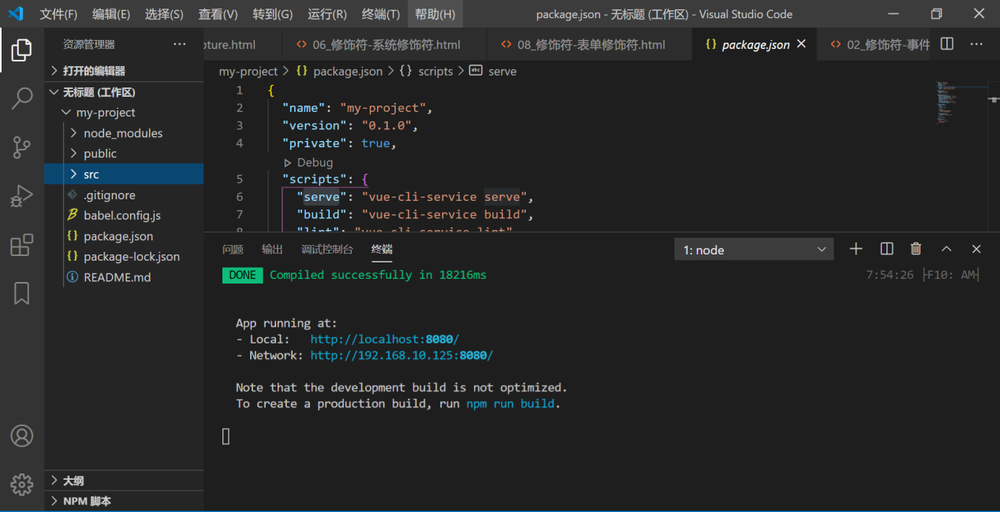 文件(F) 编辑(E) 选择(S) 查看(V) 转到(G) 运行(R) 终端(T) 帮助(H) package.json - 无标题 (工作区) - Visual Studio Code
资源管理器 ··· oture.html <> 06_修饰符-系统修饰符.html <> 08_修饰符-表单修饰符.html {} package.json <> 02_修饰符-事件 ···
打开的编辑器
无标题 (工作区)
my-project
node_modules
public
src
.gitignore
babel.config.js
{} package.json
{} package-lock.json
README.md
大纲
NPM 脚本
my-project > {} package.json > {} scripts > abc serve
1 {
2 "name": "my-project",
3 "version": "0.1.0",
4 "private": true,
Debug
5 "scripts": {
6 "serve": "vue-cli-service serve",
7 "build": "vue-cli-service build",
8 "lint": "vue-cli-service lint"
问题 输出 调试控制台 终端 1: node
DONE Compiled successfully in 18216ms 7:54:26 ├F10: AM┤
App running at:
- Local: http://localhost:8080/
- Network: http://192.168.10.125:8080/
Note that the development build is not optimized.
To create a production build, run npm run build.